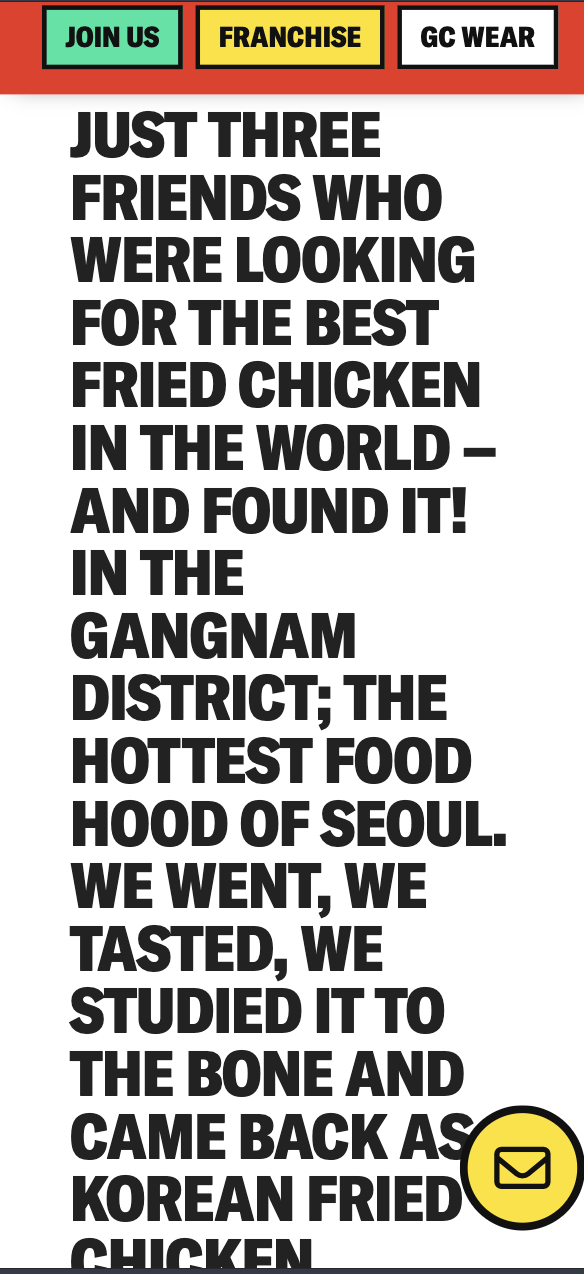 JOIN US FRANCHISE GC WEAR
JUST THREE
FRIENDS WHO
WERE LOOKING
FOR THE BEST
FRIED CHICKEN
IN THE WORLD –
AND FOUND IT!
IN THE
GANGNAM
DISTRICT; THE
HOTTEST FOOD
HOOD OF SEOUL.
WE WENT, WE
TASTED, WE
STUDIED IT TO
THE BONE AND
CAME BACK AS
KOREAN FRIED
CHICKEN